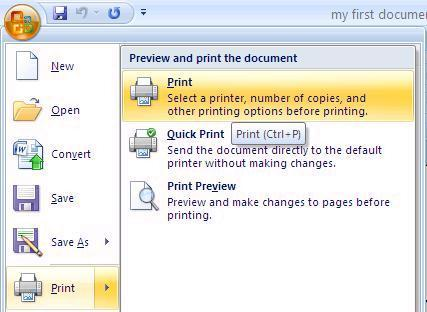 my first documen
Preview and print the document
New
Print
Select a printer, number of copies, and
other printing options before printing.
Open
Quick Print
Print (Ctrl+P)
Send the document directly to the default
printer without making changes.
Convert
Print Preview
Preview and make changes to pages before
printing.
Save
Save As
Print